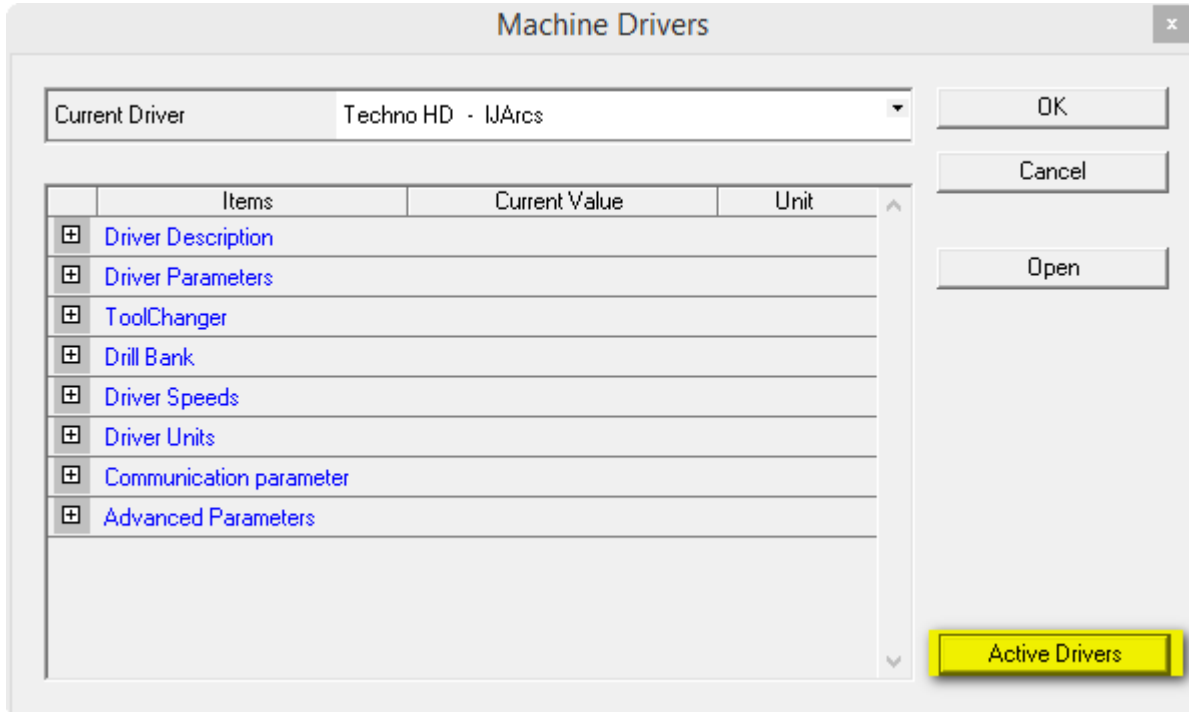 Machine Drivers
x
Current Driver Techno HD - IJArcs
OK
Cancel
Items Current Value Unit
Driver Description
Open
Driver Parameters
ToolChanger
Drill Bank
Driver Speeds
Driver Units
Communication parameter
Advanced Parameters
Active Drivers